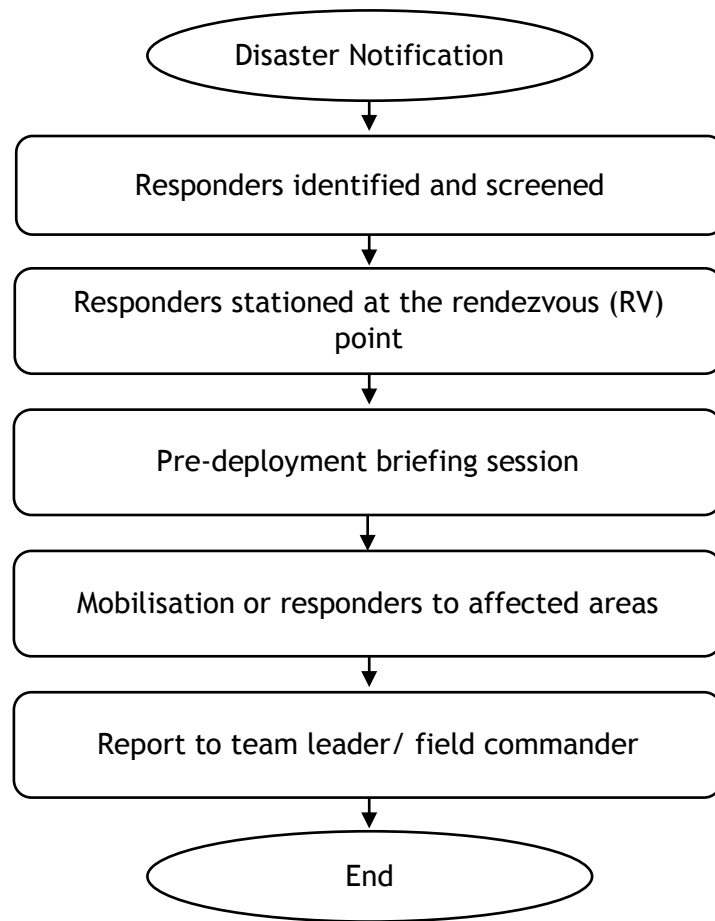 Disaster Notification
Responders identified and screened
Responders stationed at the rendezvous (RV)
point
Pre-deployment briefing session
Mobilisation or responders to affected areas
Report to team leader/ field commander
End